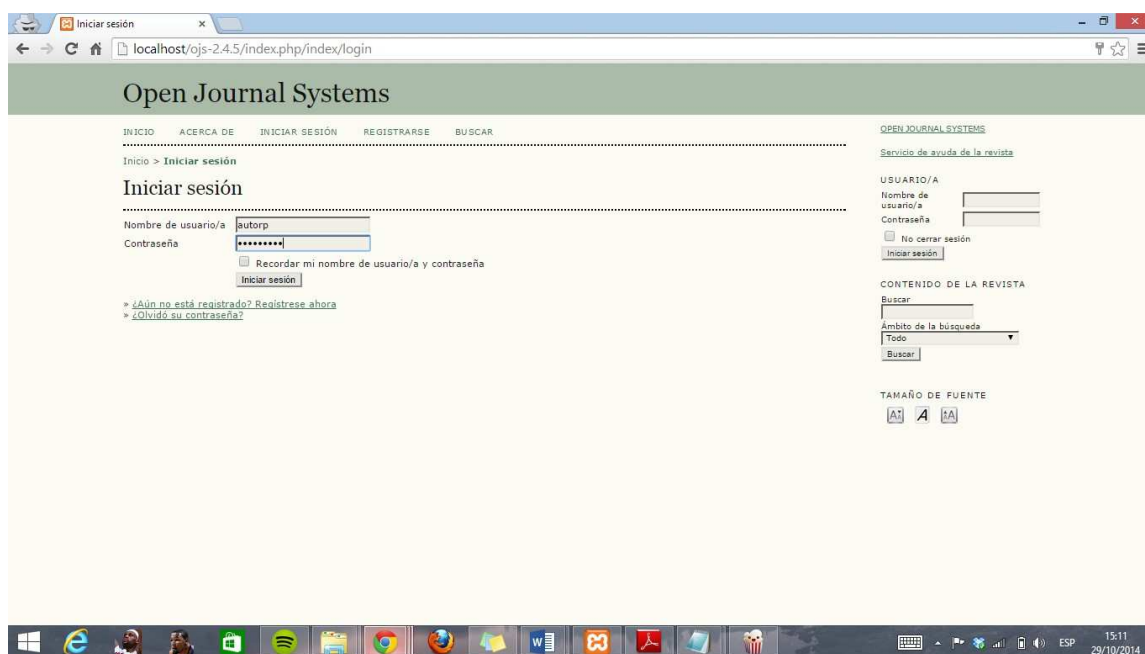 Iniciar sesión
localhost/ojs-2.4.5/index.php/index/login
Open Journal Systems
INICIO ACERCA DE INICIAR SESIÓN REGISTRARSE BUSCAR
Inicio > Iniciar sesión
Iniciar sesión
Nombre de usuario/a autorp
Contraseña •••••••••
Recordar mi nombre de usuario/a y contraseña
Iniciar sesión
» ¿Aún no está registrado? Regístrese ahora
» ¿Olvidó su contraseña?
OPEN JOURNAL SYSTEMS
Servicio de ayuda de la revista
USUARIO/A
Nombre de
usuario/a
Contraseña
No cerrar sesión
Iniciar sesión
CONTENIDO DE LA REVISTA
Buscar
Ámbito de la búsqueda
Todo
Buscar
TAMAÑO DE FUENTE
A A A
ESP
15:11
29/10/2014